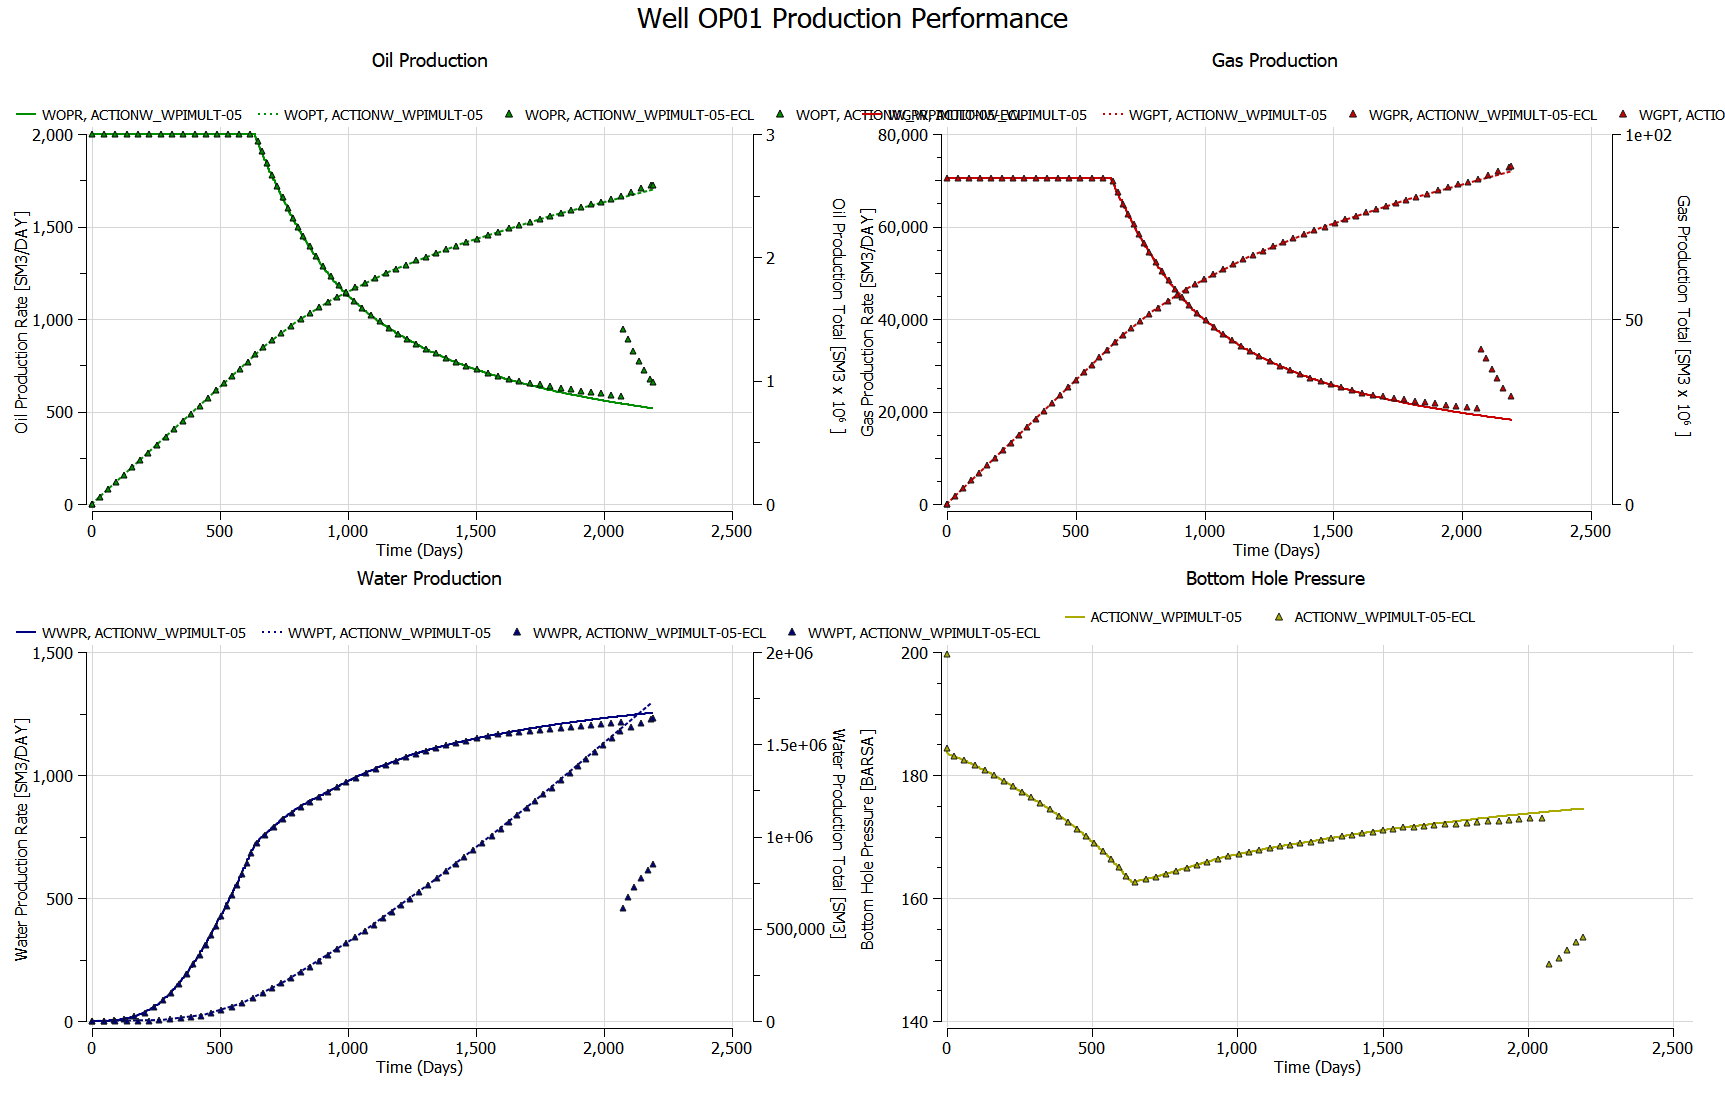 Well OP01 Production Performance
Oil Production
WOPR, ACTIONW_WPIMULT-05 WOPT, ACTIONW_WPIMULT-05 WOPR, ACTIONW_WPIMULT-05-ECL WOPT, ACTIONW_WPIMULT-05-ECL
2,000
1,500
1,000
500
0
Oil Production Rate [SM3/DAY]
3
2
1
0
Oil Production Total [SM3 x 10⁶ ]
0 500 1,000 1,500 2,000 2,500
Time (Days)
Gas Production
WGPR, ACTIONW_WPIMULT-05 WGPT, ACTIONW_WPIMULT-05 WGPR, ACTIONW_WPIMULT-05-ECL WGPT, ACTIO
80,000
60,000
40,000
20,000
0
Gas Production Rate [SM3/DAY]
1e+02
50
0
Gas Production Total [SM3 x 10⁶ ]
0 500 1,000 1,500 2,000 2,500
Time (Days)
Water Production
WWPR, ACTIONW_WPIMULT-05 WWPT, ACTIONW_WPIMULT-05 WWPR, ACTIONW_WPIMULT-05-ECL WWPT, ACTIONW_WPIMULT-05-ECL
1,500
1,000
500
0
Water Production Rate [SM3/DAY]
2e+06
1.5e+06
1e+06
500,000
0
Water Production Total [SM3]
0 500 1,000 1,500 2,000 2,500
Time (Days)
Bottom Hole Pressure
ACTIONW_WPIMULT-05 ACTIONW_WPIMULT-05-ECL
200
180
160
140
Bottom Hole Pressure [BARSA]
0 500 1,000 1,500 2,000 2,500
Time (Days)